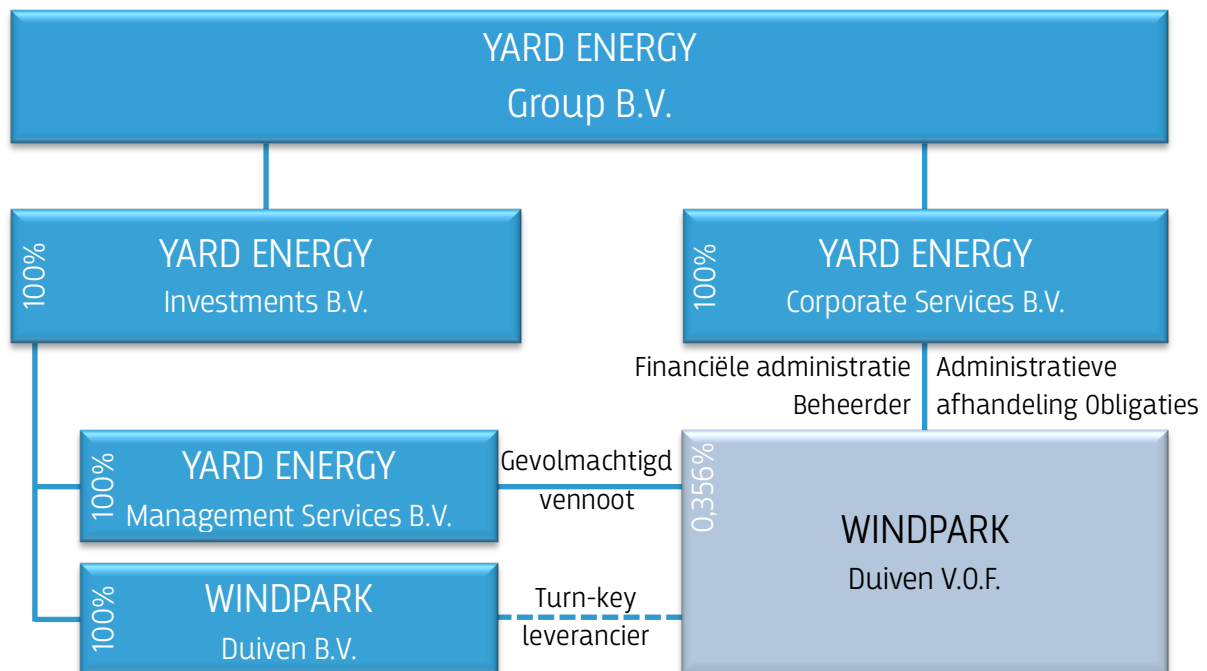 YARD ENERGY
Group B.V.
100%
YARD ENERGY
Investments B.V.
100%
YARD ENERGY
Corporate Services B.V.
Financiële administratie
Beheerder
Administratieve
afhandeling Obligaties
100%
YARD ENERGY
Management Services B.V.
Gevolmachtigd
vennoot
0,356%
WINDPARK
Duiven V.O.F.
100%
WINDPARK
Duiven B.V.
Turn-key
leverancier